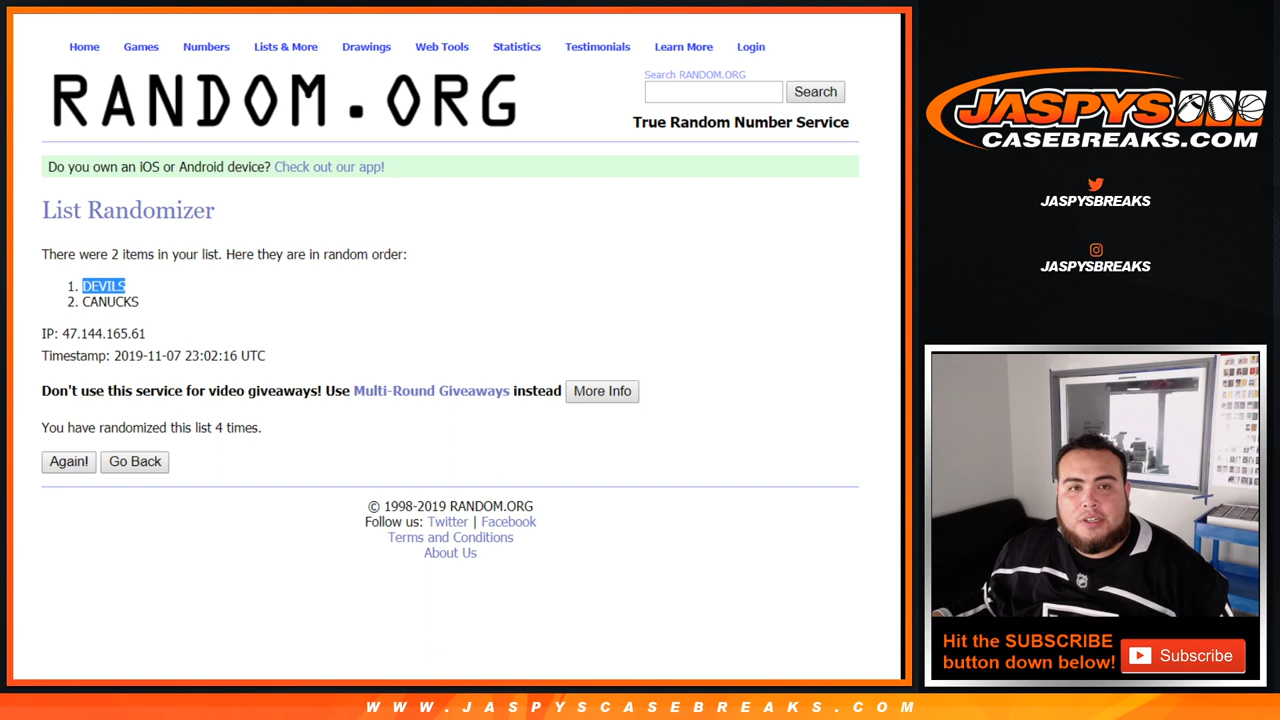 Home Games Numbers Lists & More Drawings Web Tools Statistics Testimonials Learn More Login
RANDOM.ORG
Search RANDOM.ORG
Search
True Random Number Service
Do you own an iOS or Android device? Check out our app!
List Randomizer
There were 2 items in your list. Here they are in random order:
1. DEVILS
2. CANUCKS
IP: 47.144.165.61
Timestamp: 2019-11-07 23:02:16 UTC
Don't use this service for video giveaways! Use Multi-Round Giveaways instead More Info
You have randomized this list 4 times.
Again! Go Back
© 1998-2019 RANDOM.ORG
Follow us: Twitter | Facebook
Terms and Conditions
About Us
JASPYS
CASEBREAKS.COM
JASPYSBREAKS
JASPYSBREAKS
Hit the SUBSCRIBE
button down below!
Subscribe
WWW.JASPYSCASEBREAKS.COM